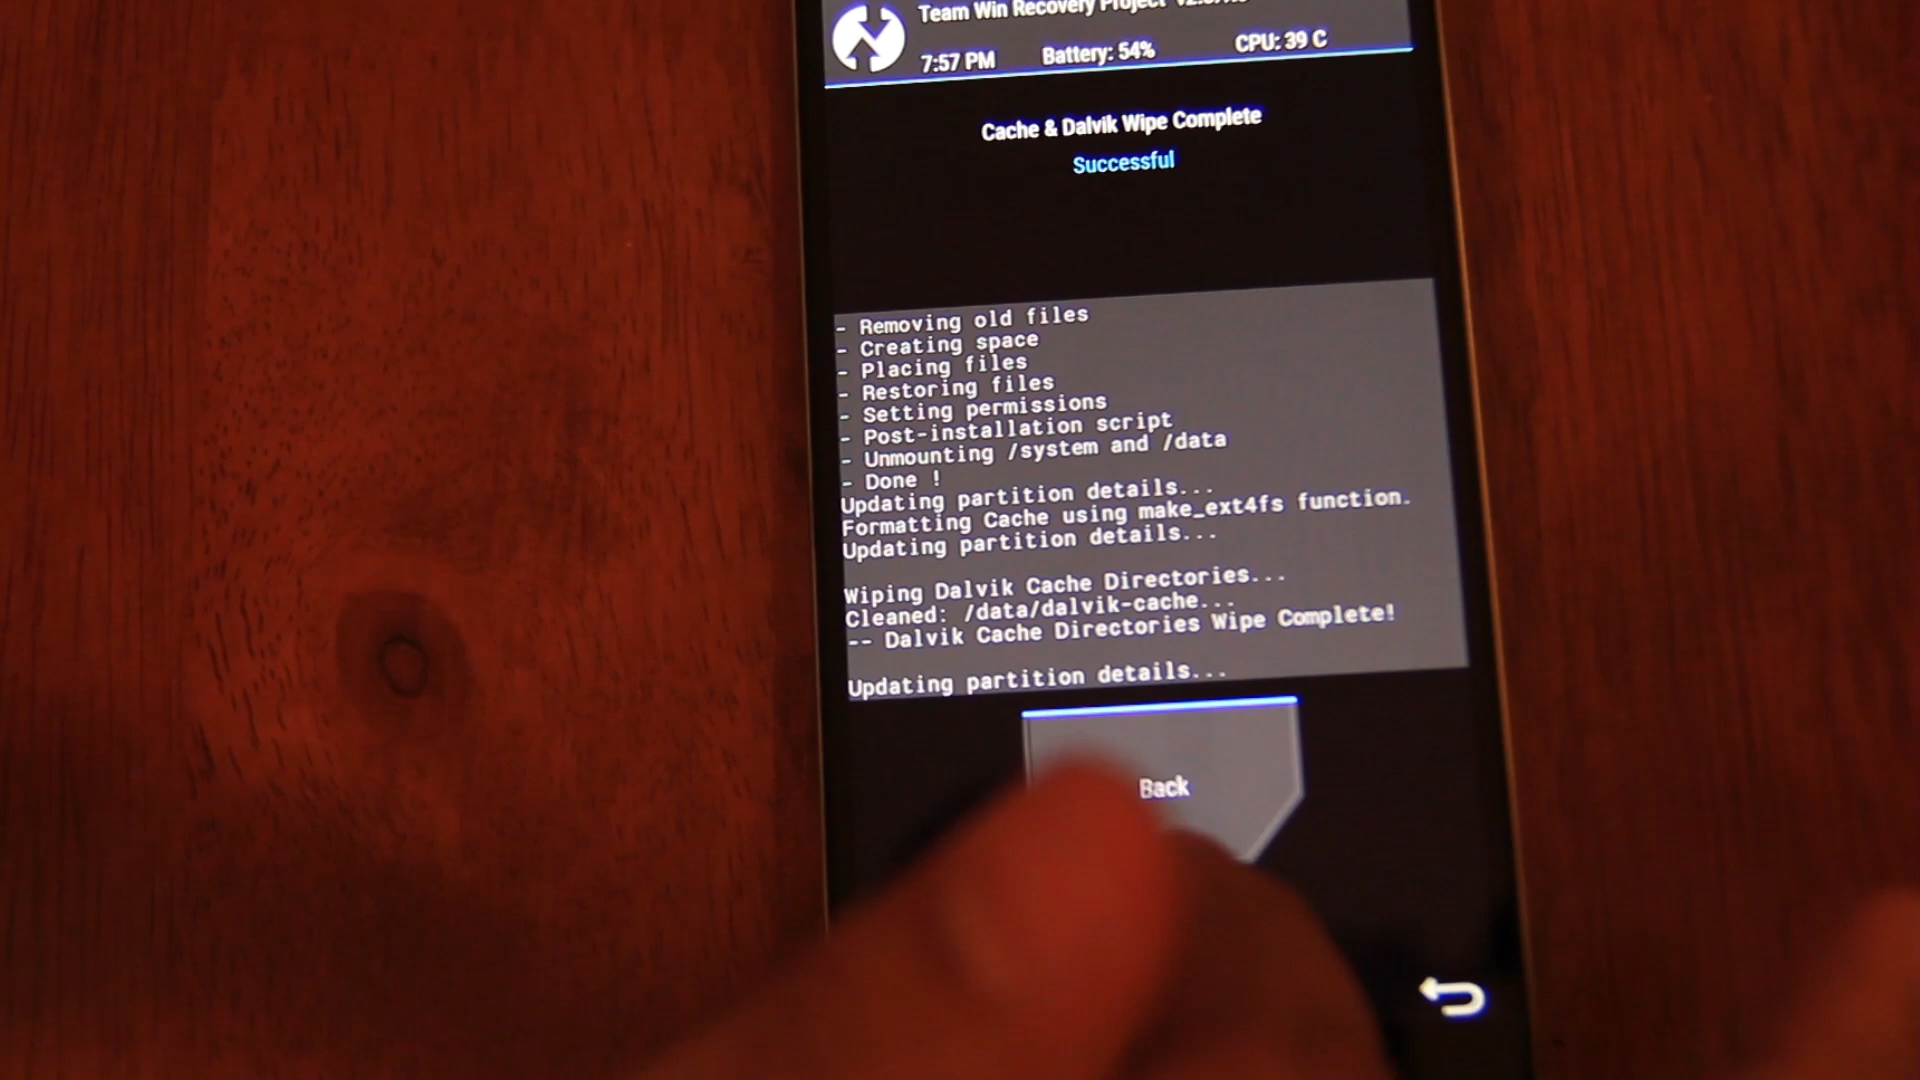 Team Win Recovery Project
7:57 PM Battery: 54% CPU: 39 C
Cache & Dalvik Wipe Complete
Successful
- Removing old files
- Creating space
- Placing files
- Restoring files
- Setting permissions
- Post-installation script
- Unmounting /system and /data
- Done !
Updating partition details...
Formatting Cache using make_ext4fs function.
Updating partition details...
Wiping Dalvik Cache Directories...
Cleaned: /data/dalvik-cache...
-- Dalvik Cache Directories Wipe Complete!
Updating partition details...
Back